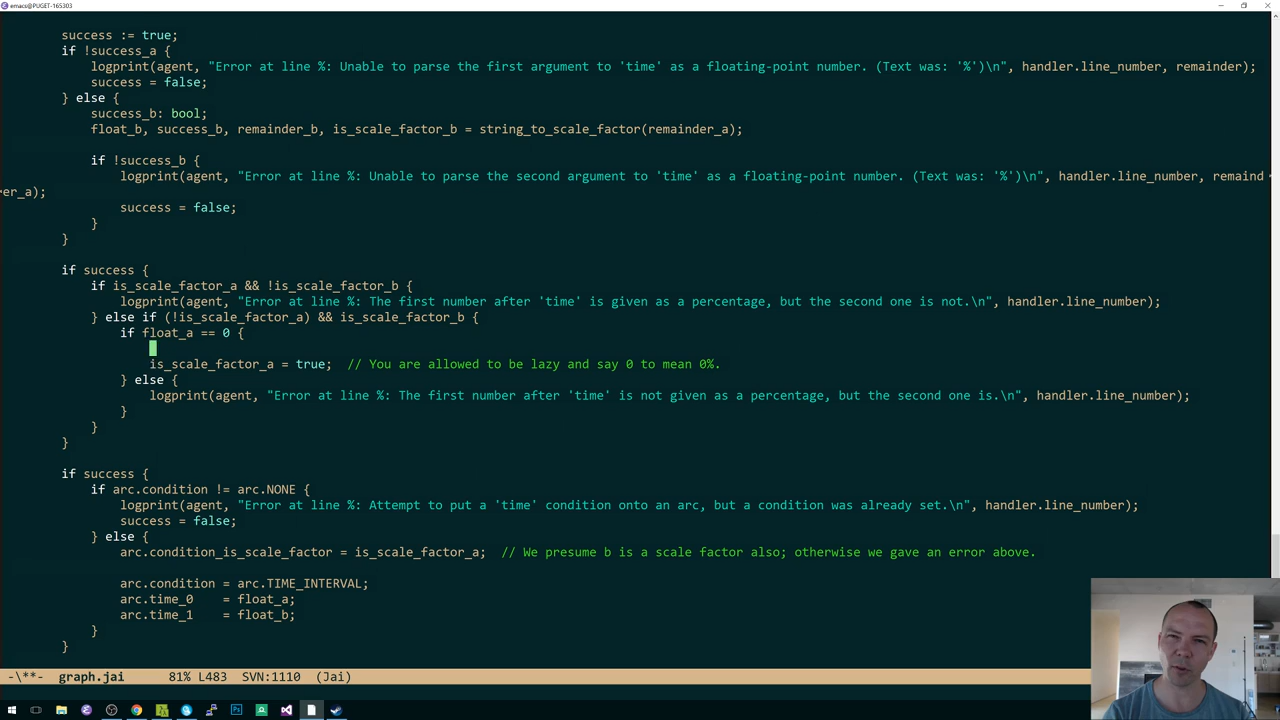 emacs@PUGET-165303
success := true;
if !success_a {
logprint(agent, "Error at line %: Unable to parse the first argument to 'time' as a floating-point number. (Text was: '%')\n", handler.line_number, remainder);
success = false;
} else {
success_b: bool;
float_b, success_b, remainder_b, is_scale_factor_b = string_to_scale_factor(remainder_a);
if !success_b {
logprint(agent, "Error at line %: Unable to parse the second argument to 'time' as a floating-point number. (Text was: '%')\n", handler.line_number, remaind
er_a);
success = false;
}
}
if success {
if is_scale_factor_a && !is_scale_factor_b {
logprint(agent, "Error at line %: The first number after 'time' is given as a percentage, but the second one is not.\n", handler.line_number);
} else if (!is_scale_factor_a) && is_scale_factor_b {
if float_a == 0 {
is_scale_factor_a = true;  // You are allowed to be lazy and say 0 to mean 0%.
} else {
logprint(agent, "Error at line %: The first number after 'time' is not given as a percentage, but the second one is.\n", handler.line_number);
}
}
}
if success {
if arc.condition != arc.NONE {
logprint(agent, "Error at line %: Attempt to put a 'time' condition onto an arc, but a condition was already set.\n", handler.line_number);
success = false;
} else {
arc.condition_is_scale_factor = is_scale_factor_a;  // We presume b is a scale factor also; otherwise we gave an error above.
arc.condition = arc.TIME_INTERVAL;
arc.time_0    = float_a;
arc.time_1    = float_b;
}
}
-\**-  graph.jai      81% L483   SVN:1110  (Jai)